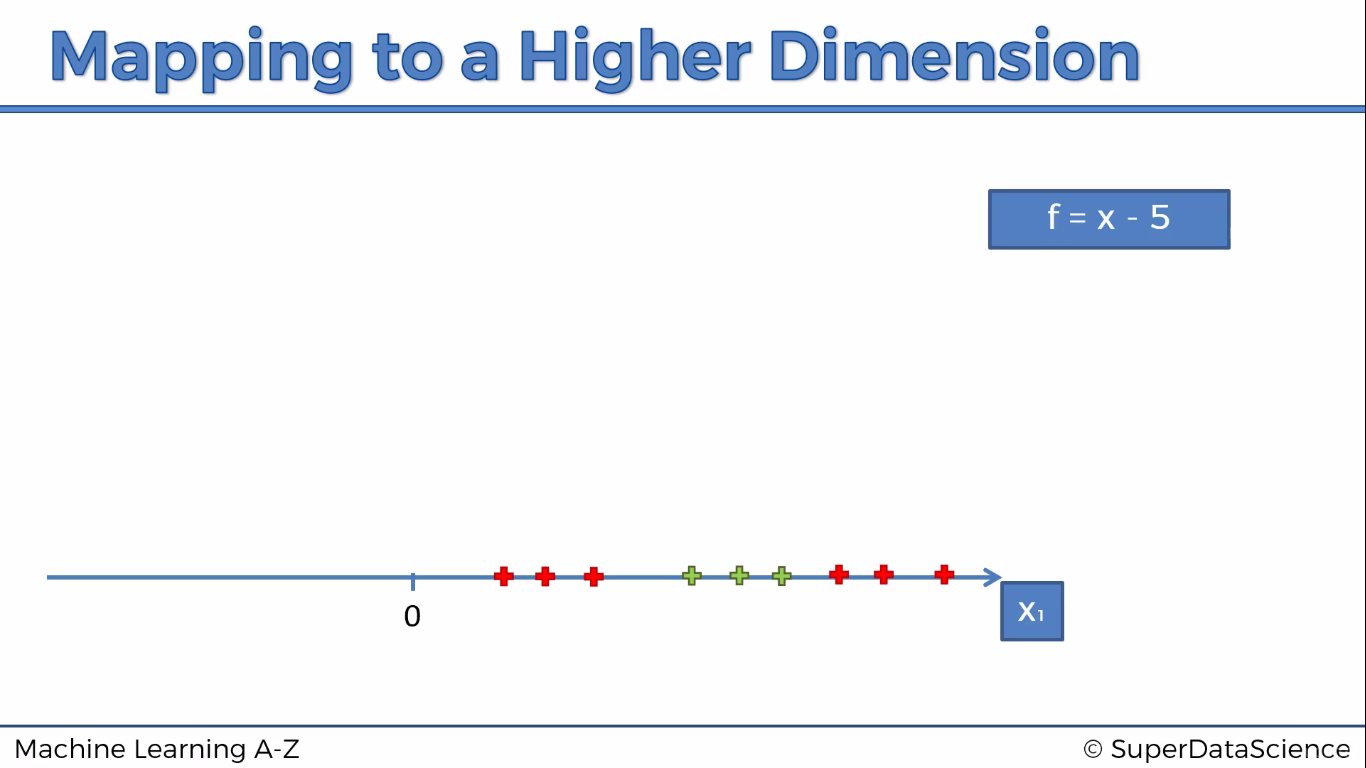 Mapping to a Higher Dimension
f = x - 5
0
x₁
Machine Learning A-Z
© SuperDataScience